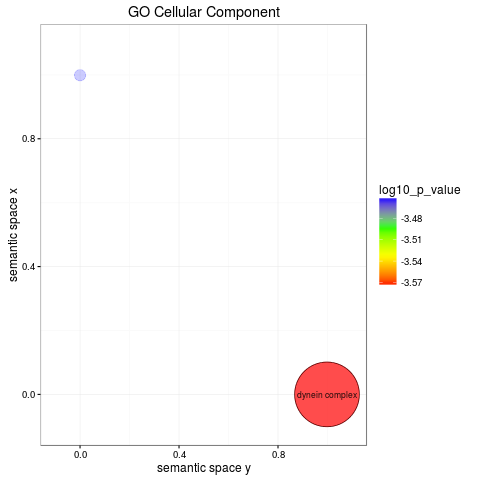 GO Cellular Component
semantic space x
0.8
0.4
0.0
dynein complex
0.0
0.4
0.8
semantic space y
log10_p_value
-3.48
-3.51
-3.54
-3.57